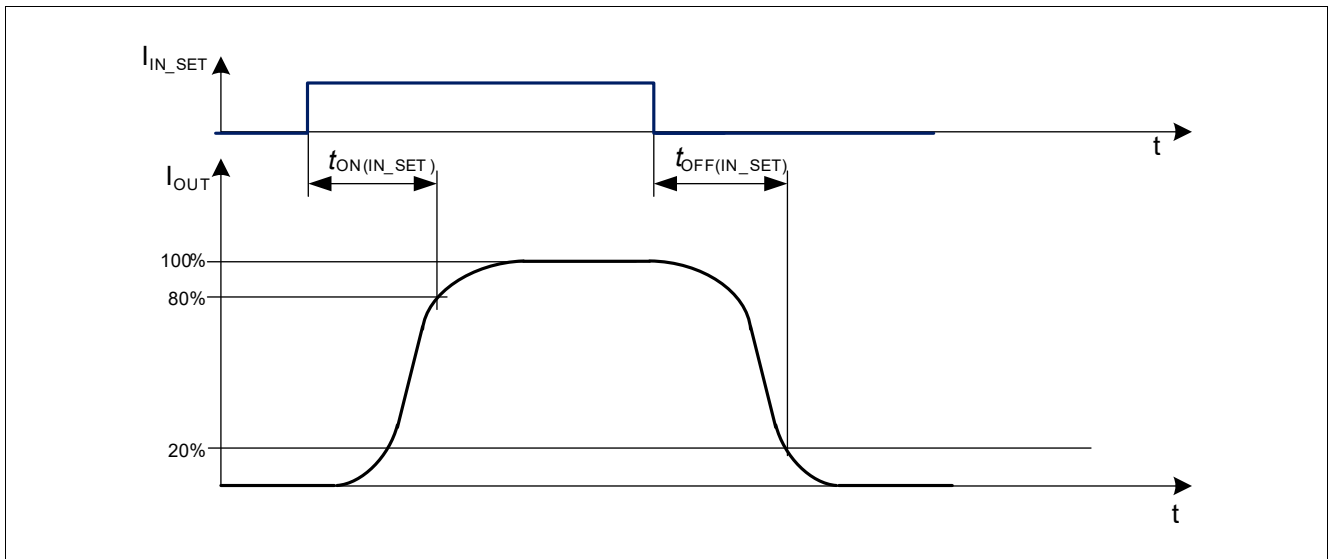 I_IN_SET
t
t_ON(IN_SET)
t_OFF(IN_SET)
I_OUT
100%
80%
20%
t